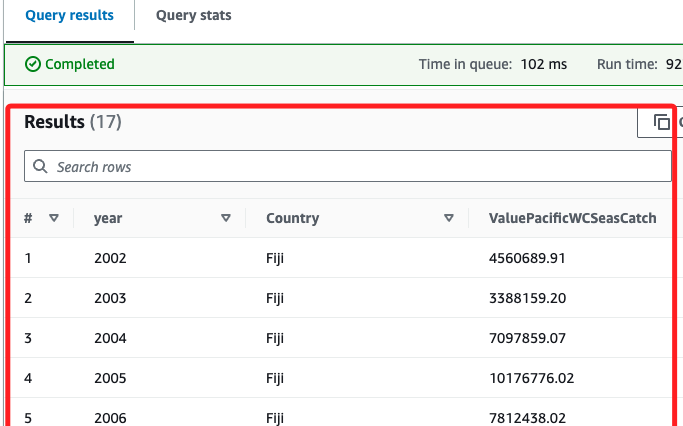 Query results Query stats
Completed Time in queue: 102 ms Run time: 92
Results (17)
Search rows
# year Country ValuePacificWCSeasCatch
1 2002 Fiji 4560689.91
2 2003 Fiji 3388159.20
3 2004 Fiji 7097859.07
4 2005 Fiji 10176776.02
5 2006 Fiji 7812438.02